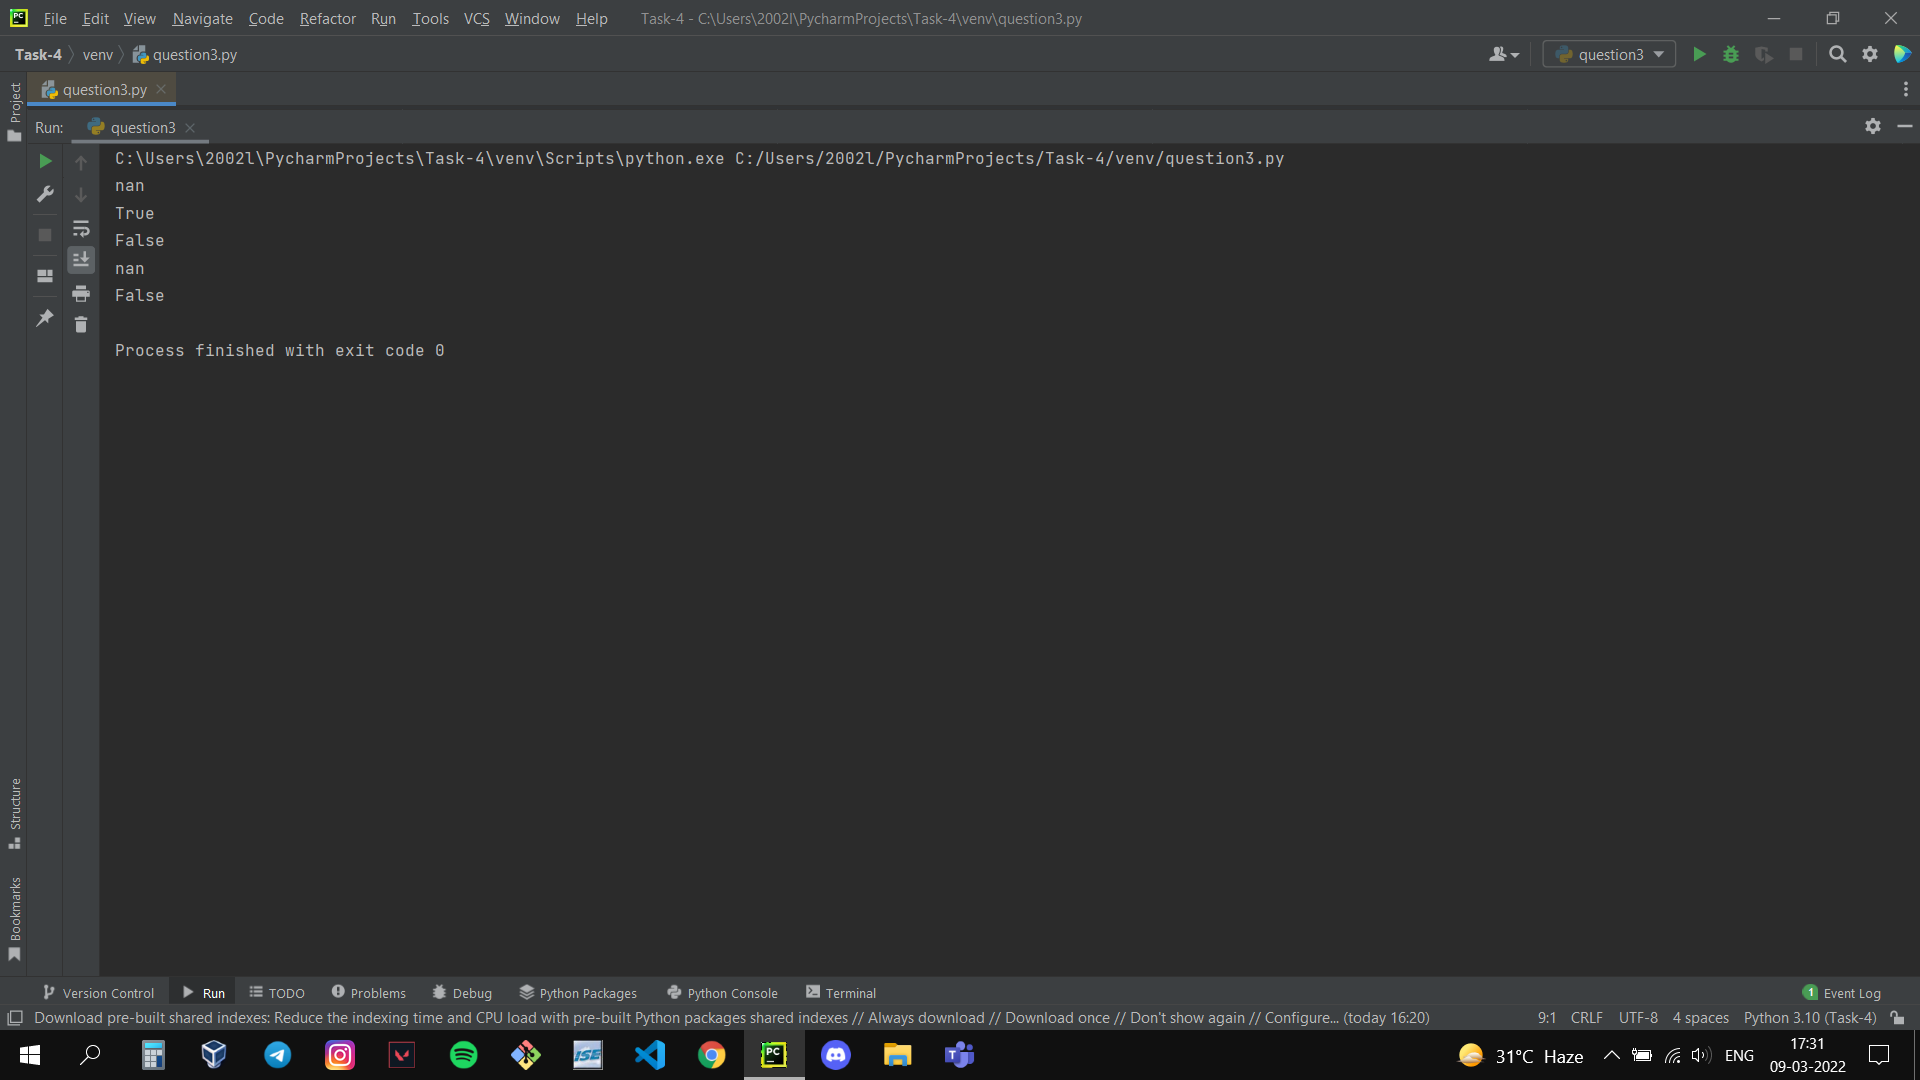 File Edit View Navigate Code Refactor Run Tools VCS Window Help Task-4 - C:\Users\2002l\PycharmProjects\Task-4\venv\question3.py
Task-4 venv question3.py question3
Project
question3.py
Run: question3
C:\Users\2002l\PycharmProjects\Task-4\venv\Scripts\python.exe C:/Users/2002l/PycharmProjects/Task-4/venv/question3.py
nan
True
False
nan
False
Process finished with exit code 0
Structure
Bookmarks
Version Control Run TODO Problems Debug Python Packages Python Console Terminal 1 Event Log
Download pre-built shared indexes: Reduce the indexing time and CPU load with pre-built Python packages shared indexes // Always download // Download once // Don't show again // Configure... (today 16:20) 9:1 CRLF UTF-8 4 spaces Python 3.10 (Task-4)
ISE PC 31°C Haze ENG 17:31
09-03-2022